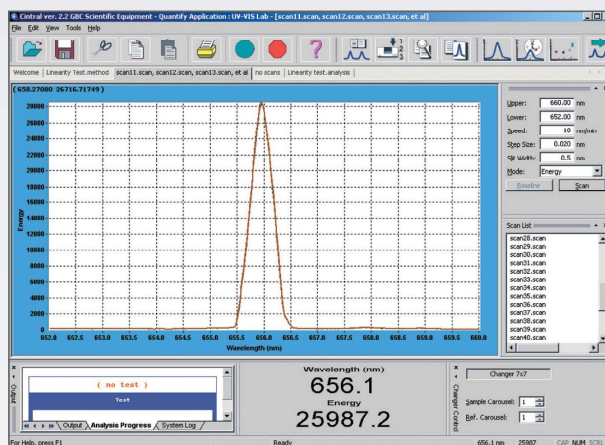 Cintral ver. 2.2 GBC Scientific Equipment - Quantify Application : UV-VIS Lab - [scan11.scan, scan12.scan, scan13.scan, et al]
File Edit View Tools Help
Welcome Linearity Test.method scan11.scan, scan12.scan, scan13.scan, et al no scans Linearity test.analysis
( 658.27080 26716.71749 )
28000
26000
24000
22000
20000
18000
16000
14000
12000
10000
8000
6000
4000
2000
0
Energy
652.0 652.5 653.0 653.5 654.0 654.5 655.0 655.5 656.0 656.5 657.0 657.5 658.0 658.5 659.0 659.5 660.0
Wavelength (nm)
Upper: 660.00 nm
Lower: 652.00 nm
Speed: 10 nm/min
Step Size: 0.020 nm
Slit Width: 0.5 nm
Mode: Energy
Baseline Scan
Scan List
scan28.scan
scan29.scan
scan30.scan
scan31.scan
scan32.scan
scan33.scan
scan34.scan
scan35.scan
scan36.scan
scan37.scan
scan38.scan
scan39.scan
scan40.scan
Output
( no test )
Test
Output Analysis Progress System Log
Wavelength (nm)
656.1
Energy
25987.2
Changer Control
Changer 7x7
Sample Carousel: 1
Ref. Carousel: 1
For Help, press F1 Ready 656.1 nm 25987 CAP NUM SCRL